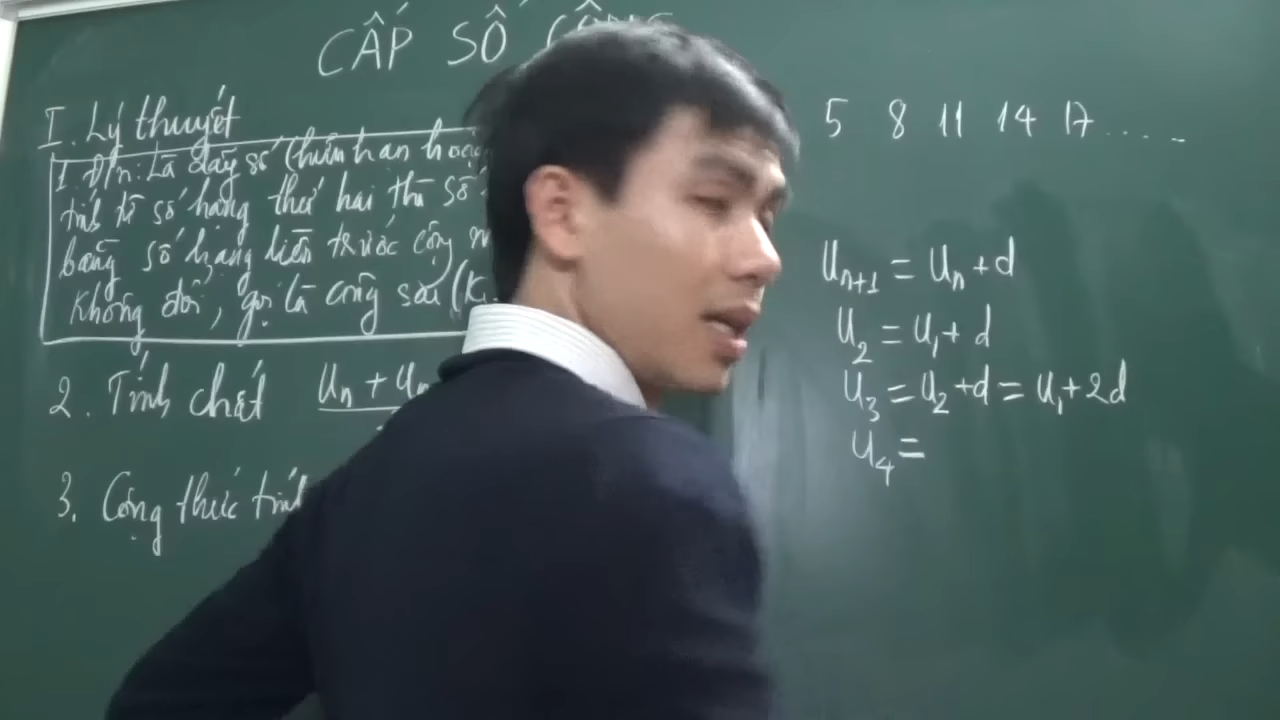 CẤP SỐ CỘNG
I. Lý thuyết
1. Đ/n: Là dãy số (hữu hạn hoặc
tính từ số hạng thứ hai thì số
bằng số hạng liền trước cộng
không đổi, gọi là công sai (K
2. Tính chất uₙ + u
3. Công thức tính
5 8 11 14 17 .....
uₙ₊₁ = uₙ + d
u₂ = u₁ + d
u₃ = u₂ + d = u₁ + 2d
u₄ =